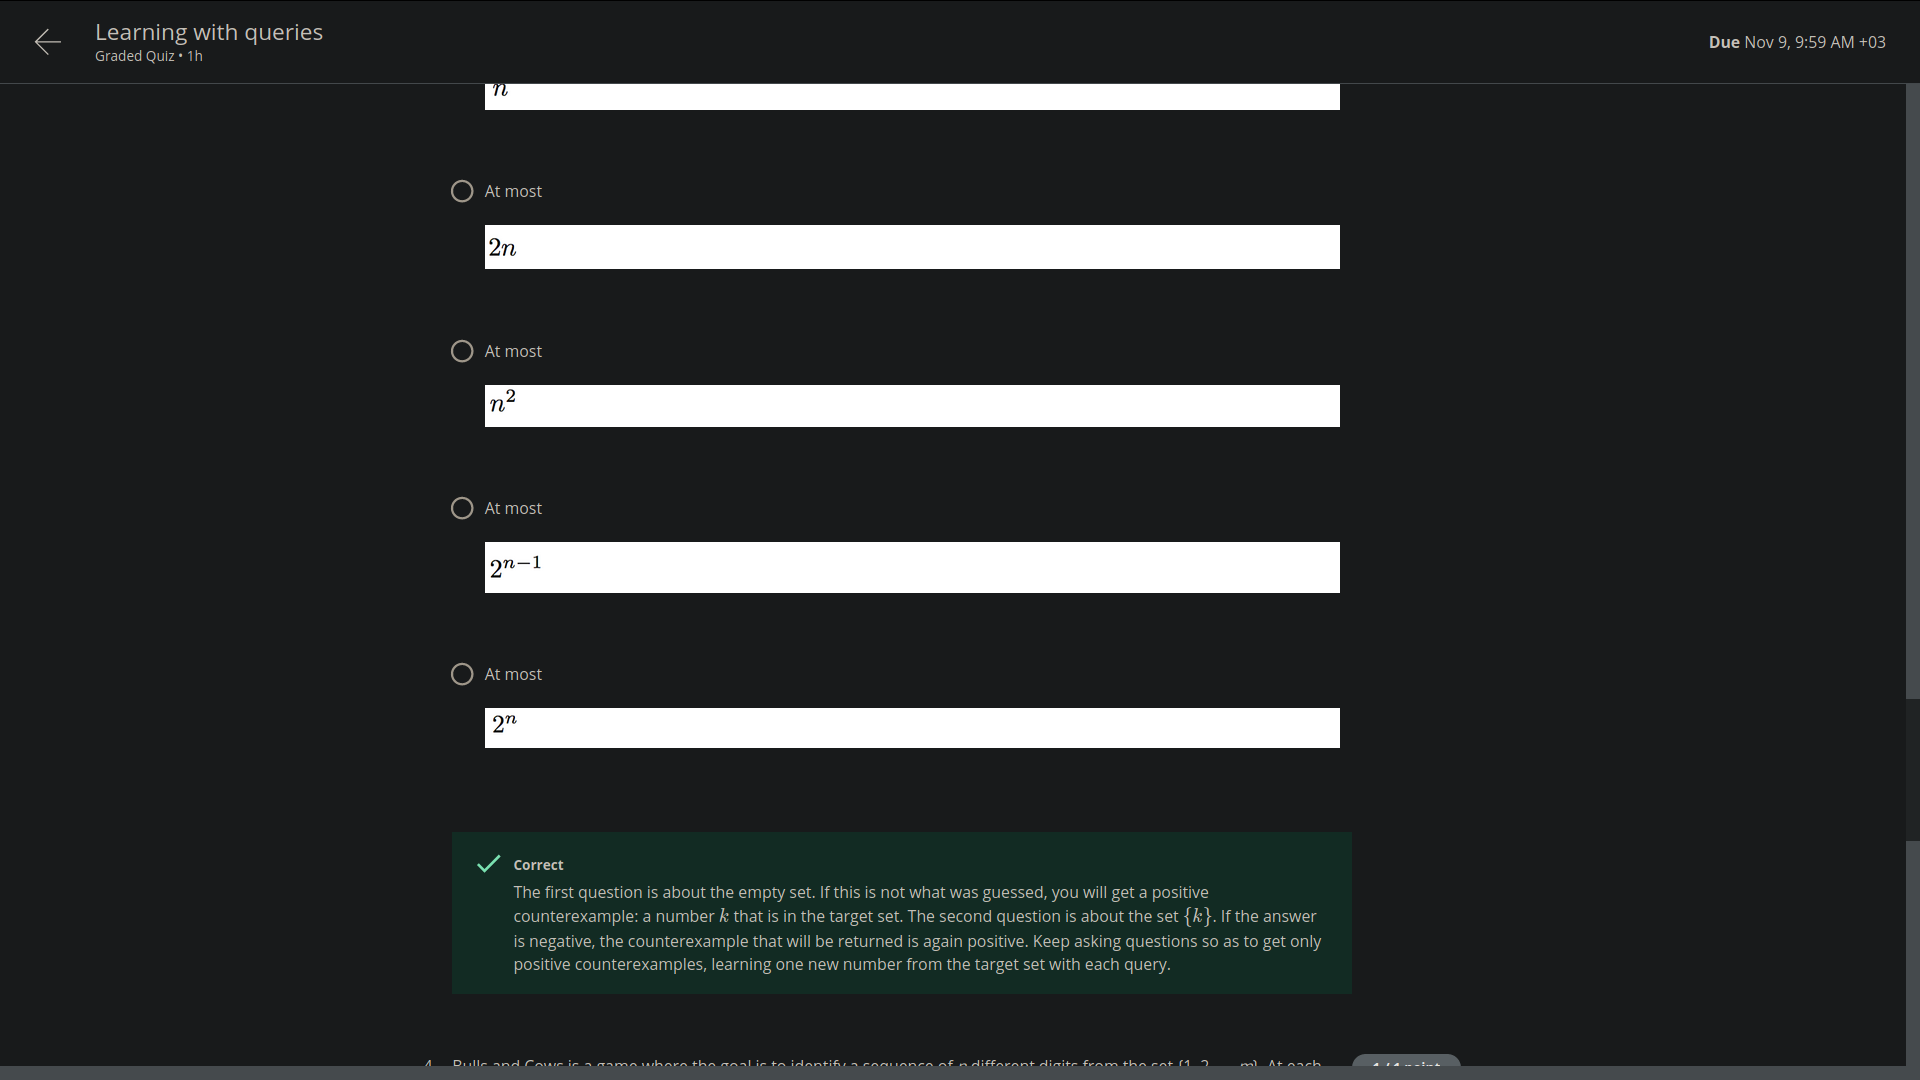 Learning with queries
Graded Quiz • 1h
Due Nov 9, 9:59 AM +03
n
At most
2n
At most
n²
At most
2ⁿ⁻¹
At most
2ⁿ
Correct
The first question is about the empty set. If this is not what was guessed, you will get a positive
counterexample: a number k that is in the target set. The second question is about the set {k}. If the answer
is negative, the counterexample that will be returned is again positive. Keep asking questions so as to get only
positive counterexamples, learning one new number from the target set with each query.
4. Bulls and Cows is a game where the goal is to identify a sequence of n different digits from the set {1, 2, ..., m}. At each
1 / 1 point